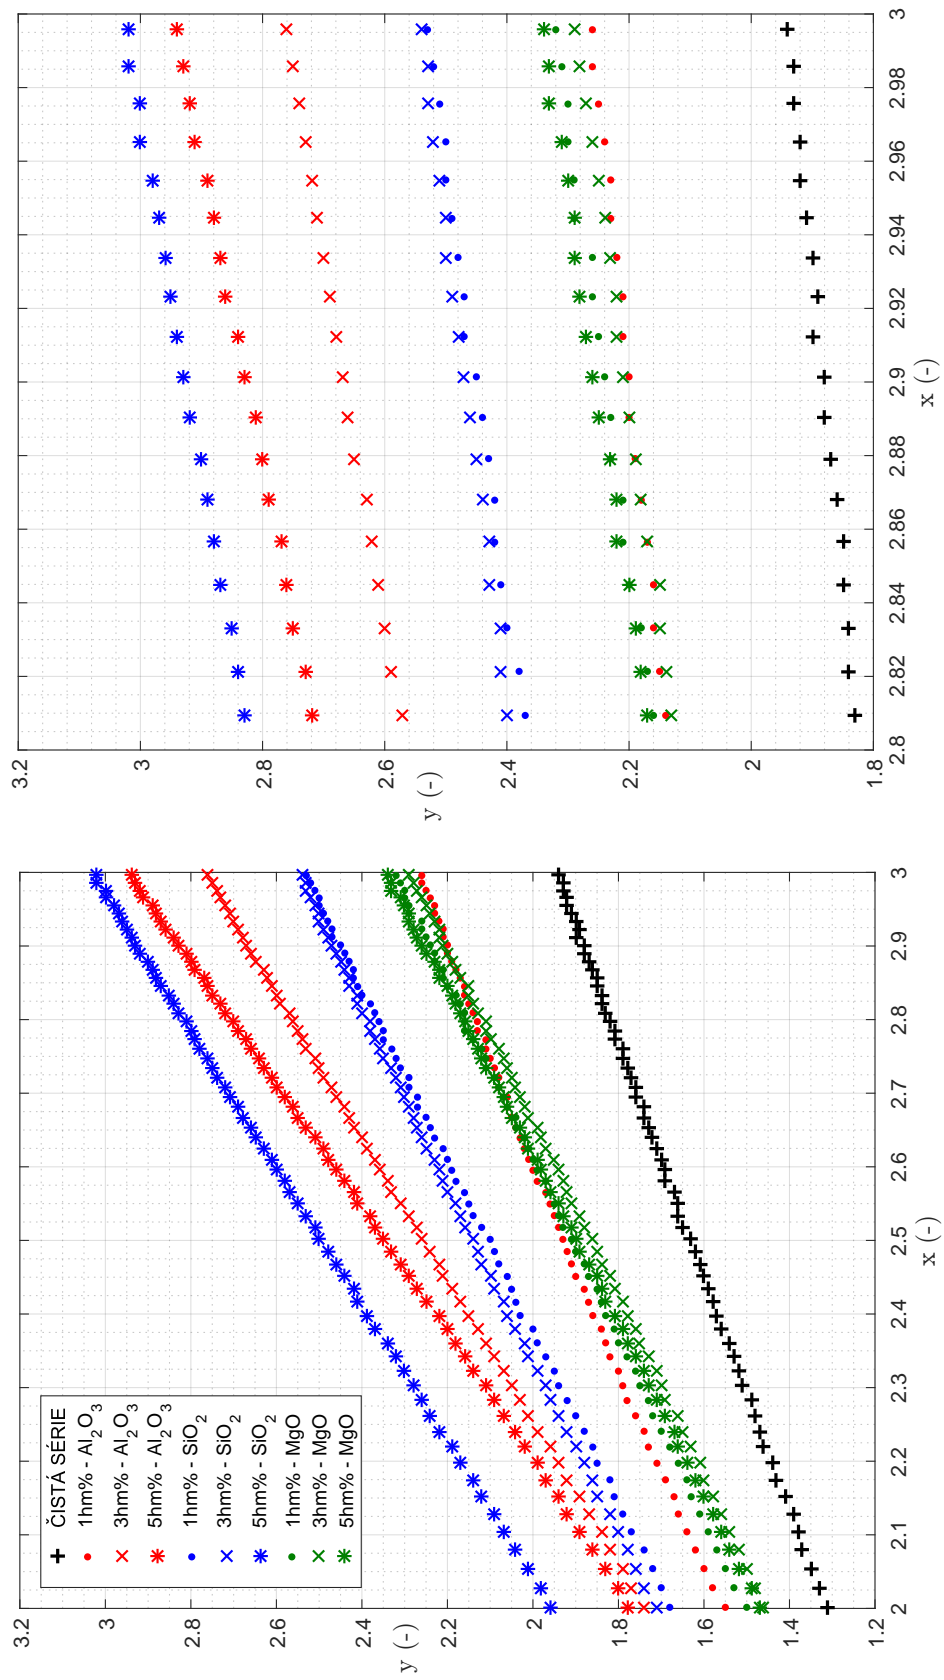 3.2
3
2.8
2.6
2.4
2.2
2
1.8
1.6
1.4
1.2
y (-)
ČISTÁ SÉRIE
1hm% - Al₂O₃
3hm% - Al₂O₃
5hm% - Al₂O₃
1hm% - SiO₂
3hm% - SiO₂
5hm% - SiO₂
1hm% - MgO
3hm% - MgO
5hm% - MgO
2 2.1 2.2 2.3 2.4 2.5 2.6 2.7 2.8 2.9 3
x (-)
3.2
3
2.8
2.6
2.4
2.2
2
1.8
y (-)
2.8 2.82 2.84 2.86 2.88 2.9 2.92 2.94 2.96 2.98 3
x (-)